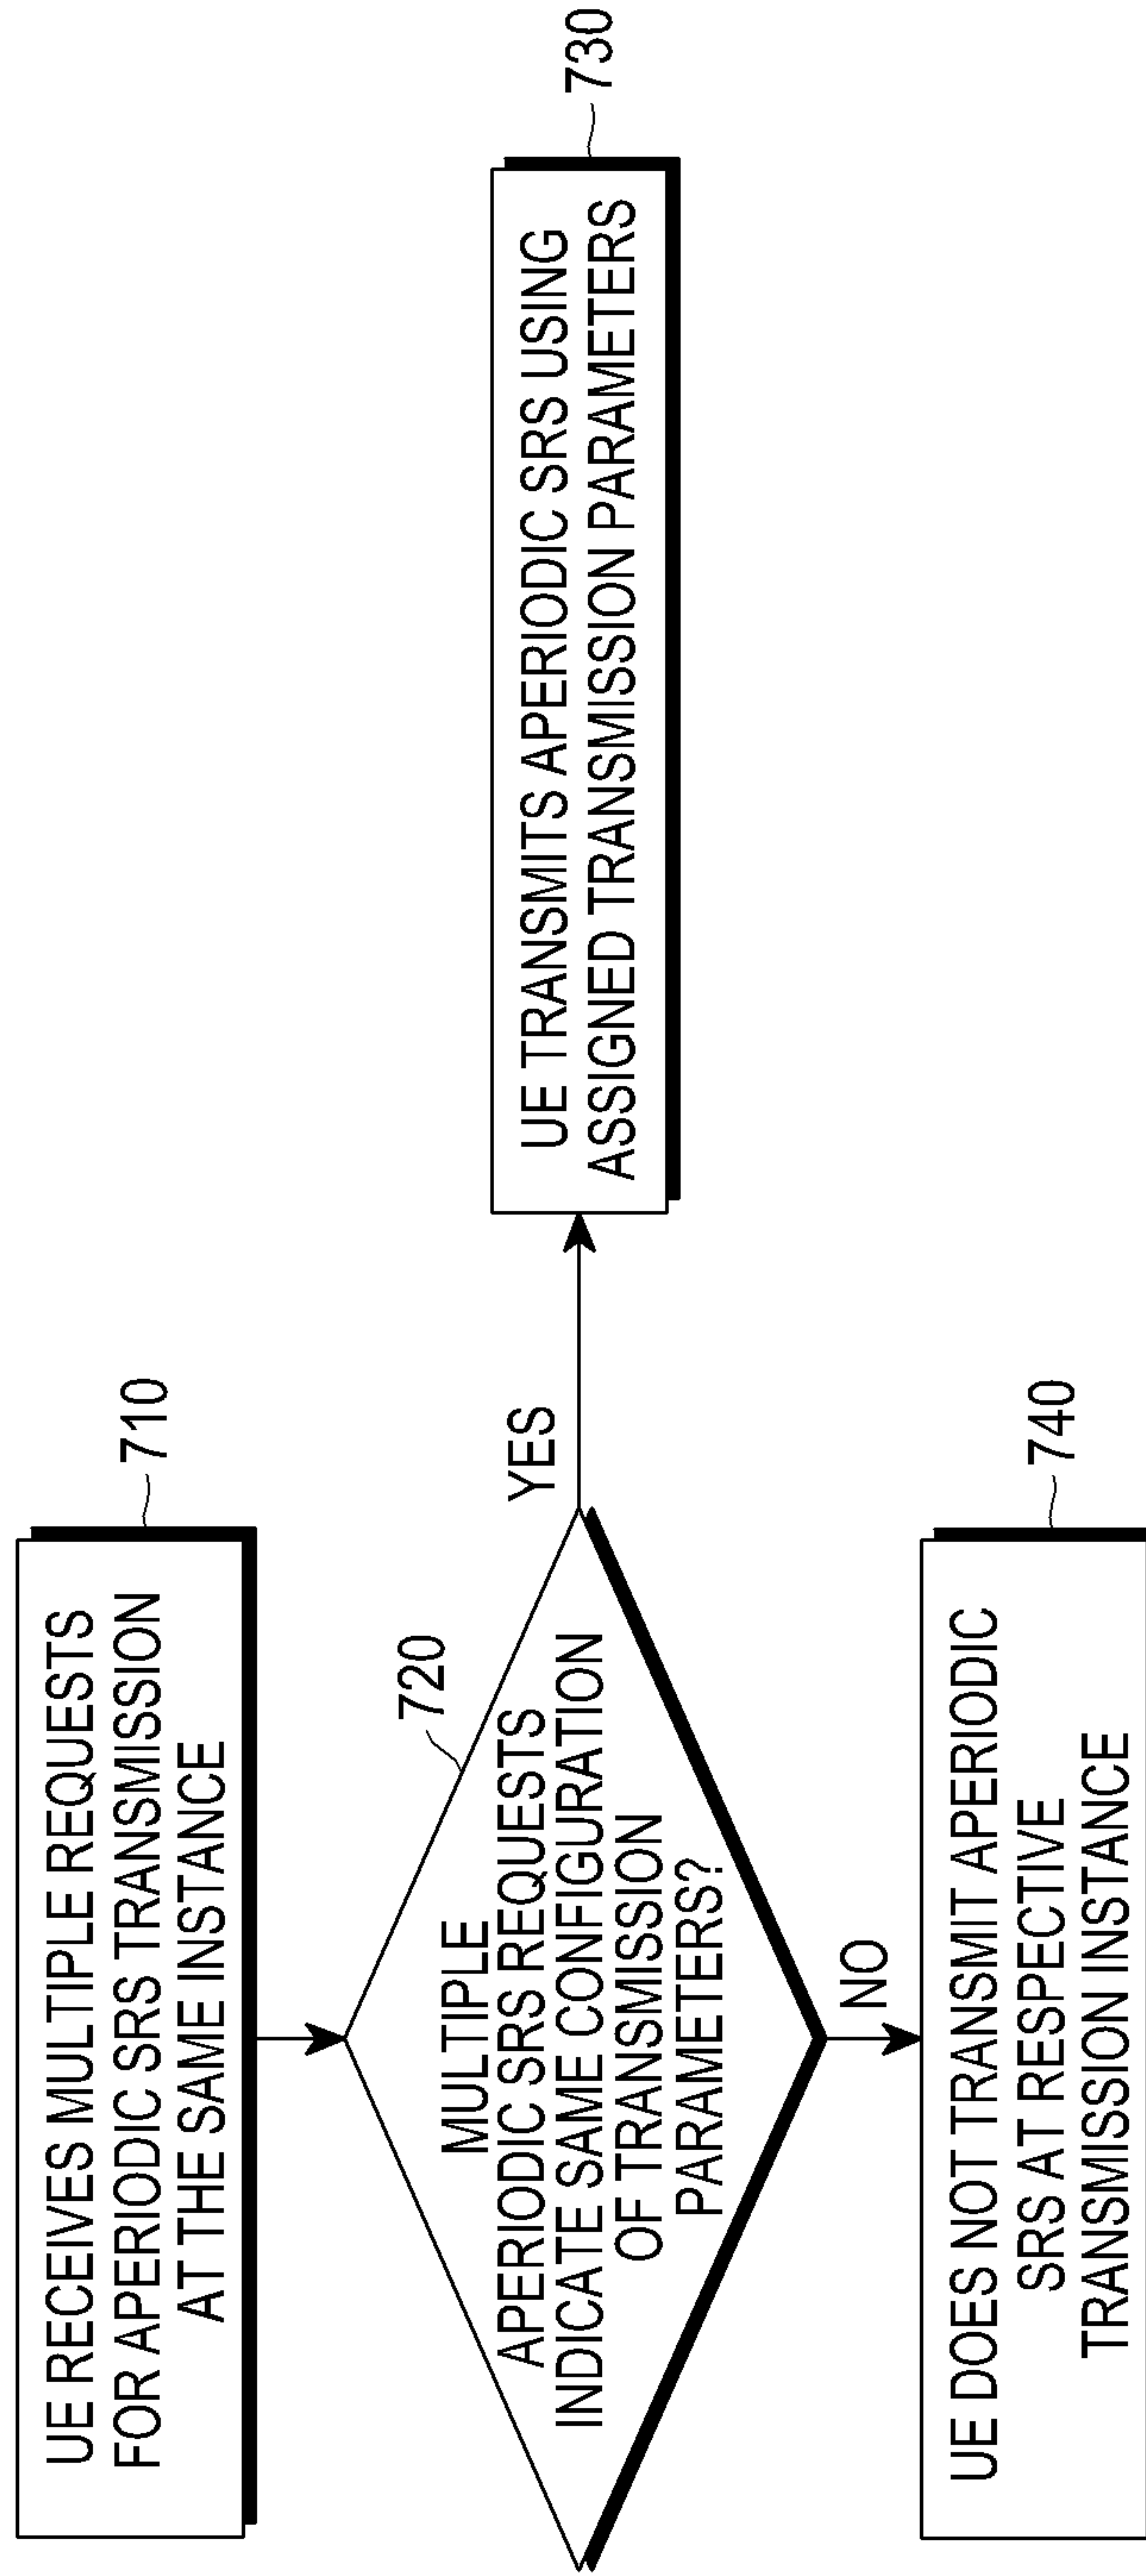 UE RECEIVES MULTIPLE REQUESTS
FOR APERIODIC SRS TRANSMISSION
AT THE SAME INSTANCE
710
720
MULTIPLE
APERIODIC SRS REQUESTS
INDICATE SAME CONFIGURATION
OF TRANSMISSION
PARAMETERS?
YES
UE TRANSMITS APERIODIC SRS USING
ASSIGNED TRANSMISSION PARAMETERS
730
NO
UE DOES NOT TRANSMIT APERIODIC
SRS AT RESPECTIVE
TRANSMISSION INSTANCE
740